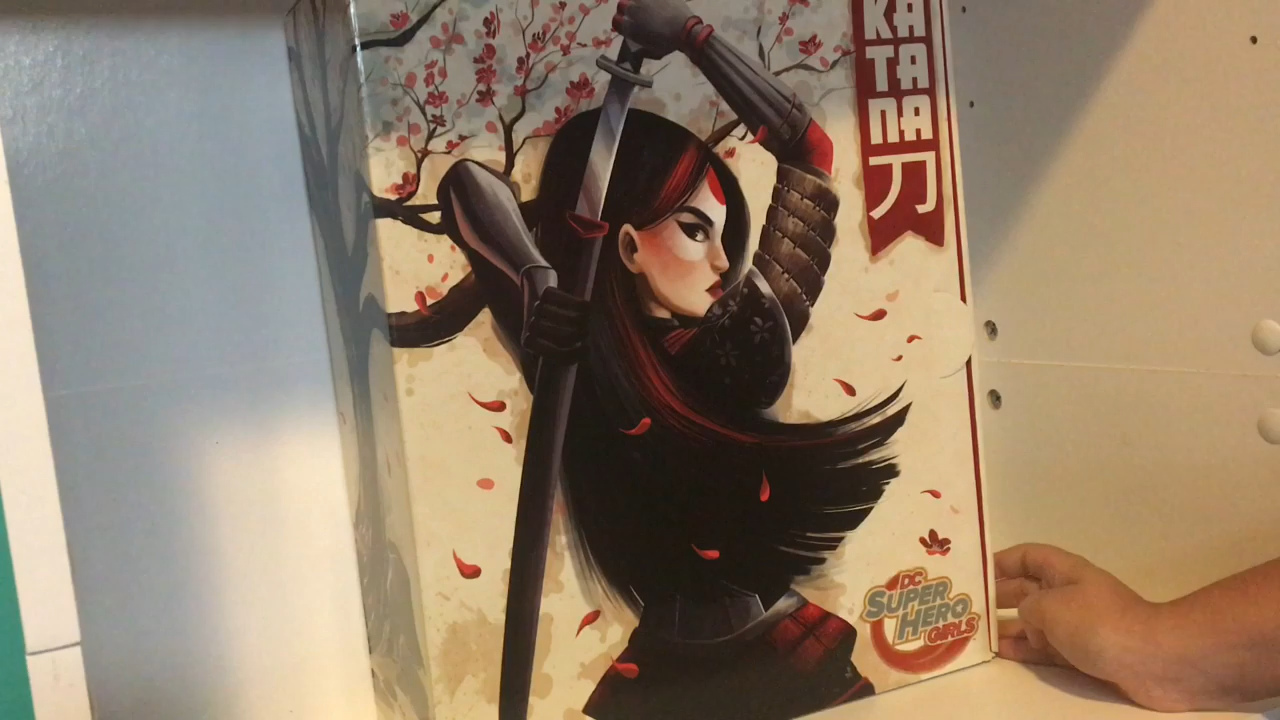 KA
TA
NA
刀
DC
SUPER
HERO
GIRLS